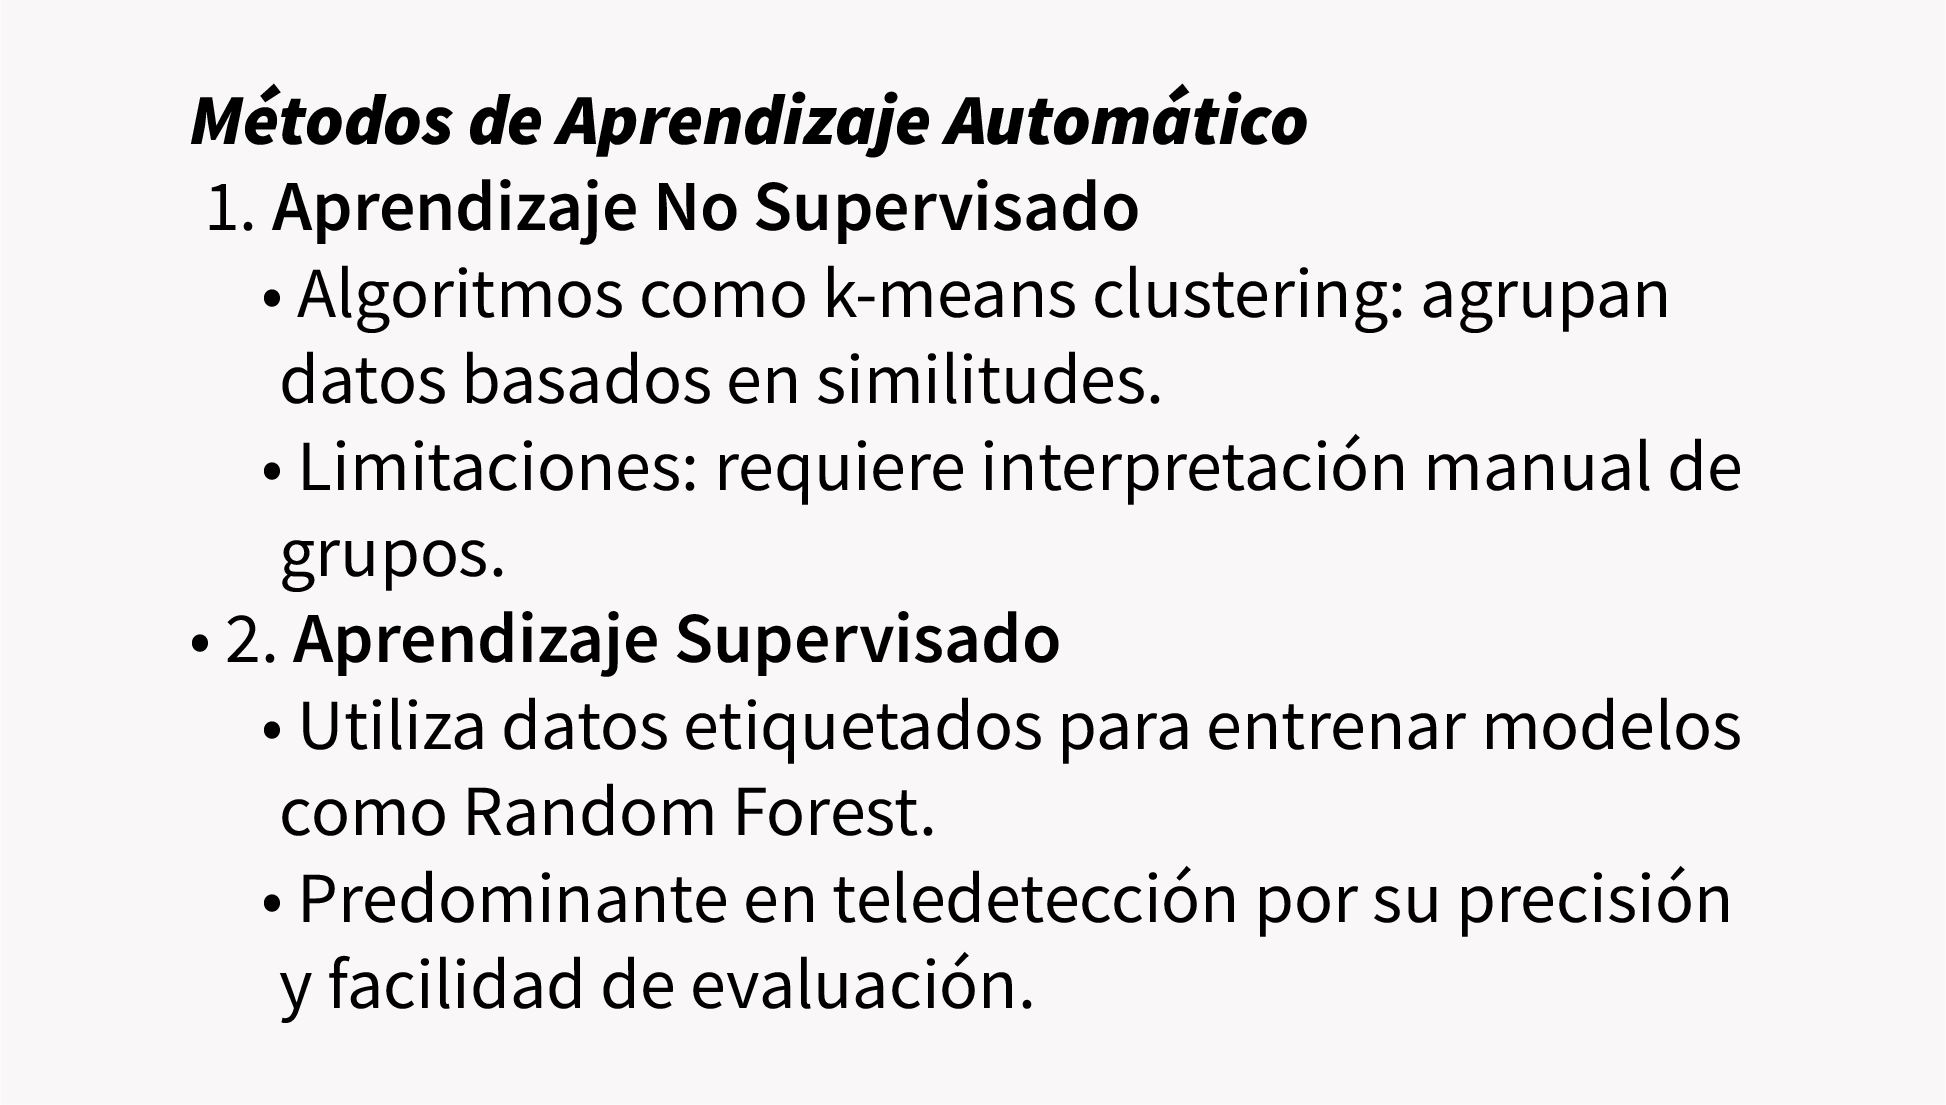 Métodos de Aprendizaje Automático
1. Aprendizaje No Supervisado
• Algoritmos como k-means clustering: agrupan
datos basados en similitudes.
• Limitaciones: requiere interpretación manual de
grupos.
• 2. Aprendizaje Supervisado
• Utiliza datos etiquetados para entrenar modelos
como Random Forest.
• Predominante en teledetección por su precisión
y facilidad de evaluación.